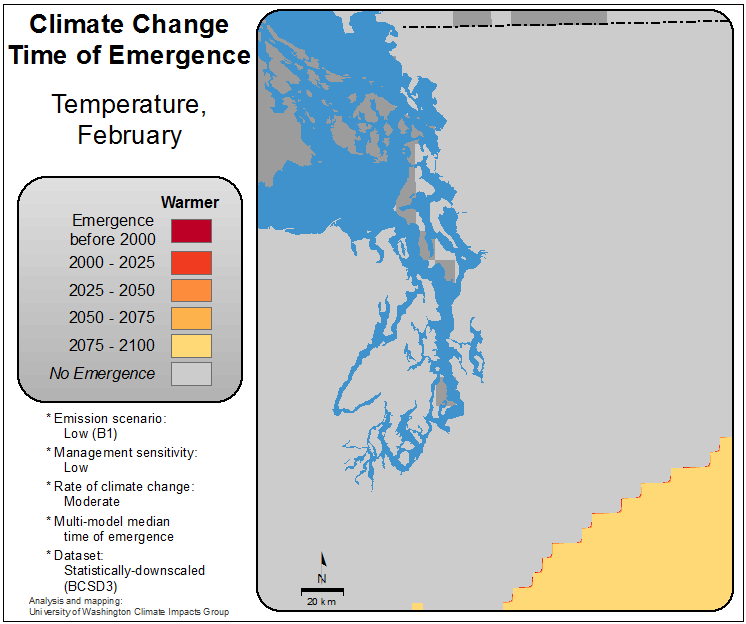 Climate Change
Time of Emergence
Temperature,
February
Warmer
Emergence
before 2000
2000 - 2025
2025 - 2050
2050 - 2075
2075 - 2100
No Emergence
* Emission scenario:
Low (B1)
* Management sensitivity:
Low
* Rate of climate change:
Moderate
* Multi-model median
time of emergence
* Dataset:
Statistically-downscaled
(BCSD3)
Analysis and mapping:
University of Washington Climate Impacts Group
N
20 km